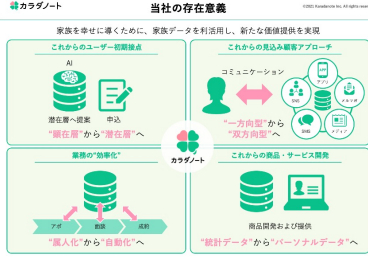 カラダノート
当社の存在意義
©2021 Karadanote Inc. All rights reserved.
家族を幸せに導くために、家族データを利活用し、新たな価値提供を実現
これからのユーザー初期接点
AI
潜在層へ提案
申込
"顕在層"から"潜在層"へ
これからの見込み顧客アプローチ
コミュニケーション
アプリ
SNS
メルマガ
SMS
メディア
"一方向型"から
"双方向型"へ
カラダノート
業務の"効率化"
アポ
面談
成約
"属人化"から"自動化"へ
これからの商品・サービス開発
商品開発および提供
"統計データ"から"パーソナルデータ"へ